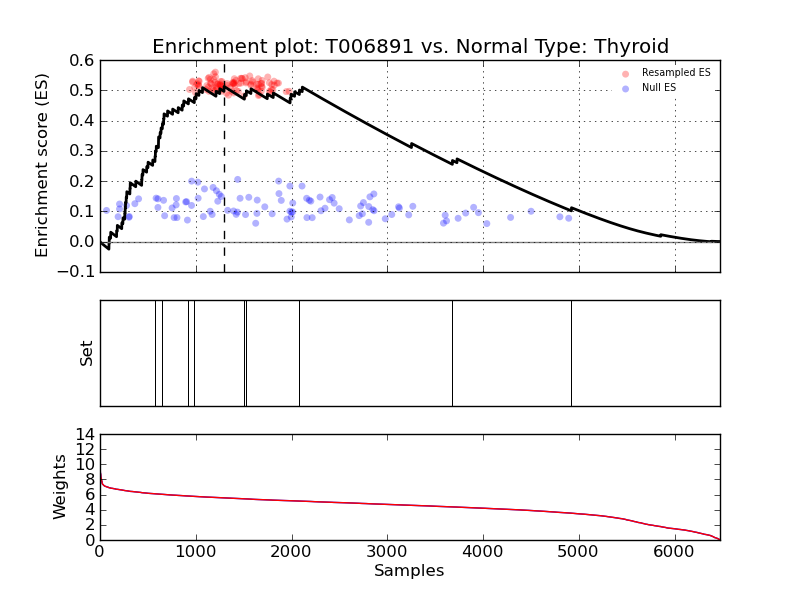 Enrichment plot: T006891 vs. Normal Type: Thyroid
Enrichment score (ES)
0.6
0.5
0.4
0.3
0.2
0.1
0.0
−0.1
Resampled ES
Null ES
Set
Weights
14
12
10
8
6
4
2
0
0 1000 2000 3000 4000 5000 6000
Samples